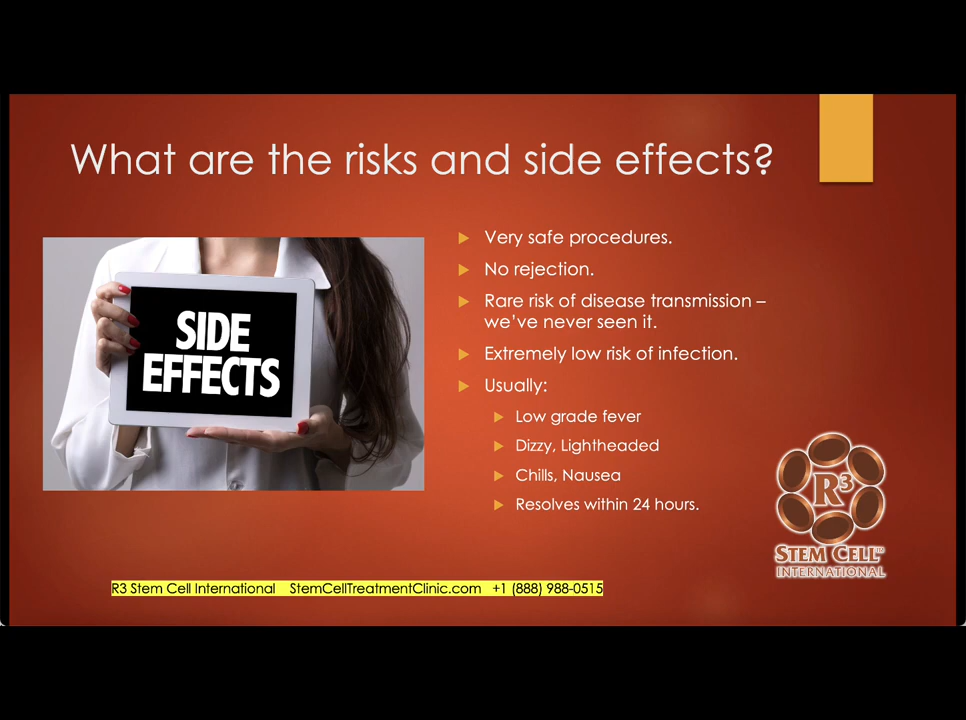 What are the risks and side effects?
SIDE
EFFECTS
Very safe procedures.
No rejection.
Rare risk of disease transmission –
we've never seen it.
Extremely low risk of infection.
Usually:
Low grade fever
Dizzy, Lightheaded
Chills, Nausea
Resolves within 24 hours.
R3
STEM CELL™
INTERNATIONAL
R3 Stem Cell International StemCellTreatmentClinic.com +1 (888) 988-0515